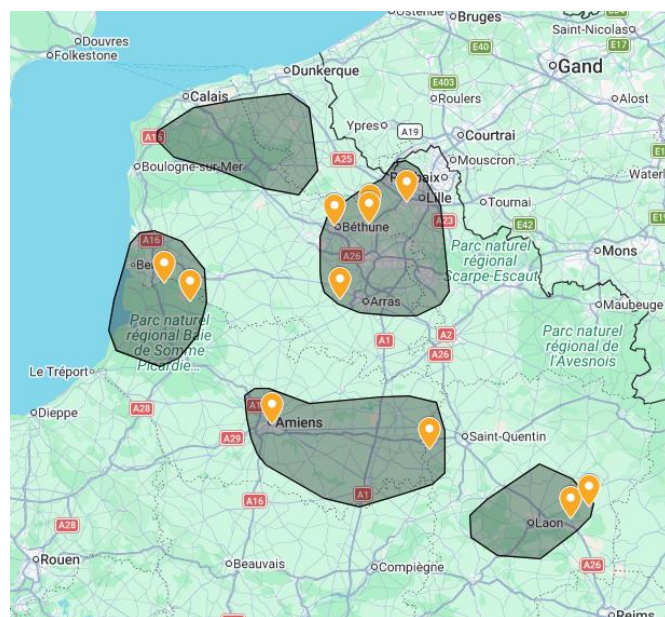 Ostende
Bruges
Saint-Nicolas
Douvres
Folkestone
E40
E17
Dunkerque
Gand
Calais
E403
Roulers
Alost
A16
Ypres
A19
Courtrai
A25
Mouscron
Boulogne-sur-Mer
Lille
Tournai
A23
E42
Béthune
A16
A26
Parc naturel
régional
Scarpe-Escaut
Mons
Arras
Maubeuge
A2
Parc naturel
régional Baie
de Somme
Picardie...
A1
A26
Parc naturel
régional de
l'Avesnois
Le Tréport
A28
Dieppe
Amiens
A29
Saint-Quentin
A1
A16
Laon
A28
A26
Rouen
Beauvais
Compiègne
Reims